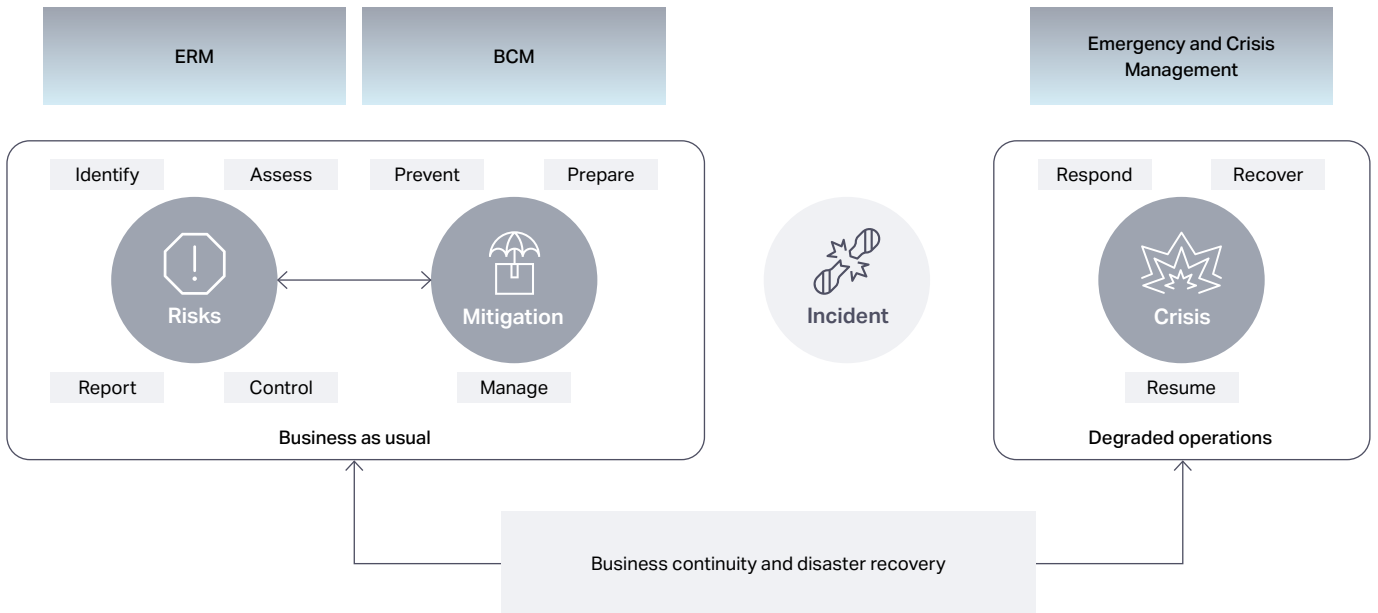 ERM
BCM
Emergency and Crisis
Management
Identify
Assess
Prevent
Prepare
Respond
Recover
Risks
Mitigation
Incident
Crisis
Report
Control
Manage
Resume
Business as usual
Degraded operations
Business continuity and disaster recovery